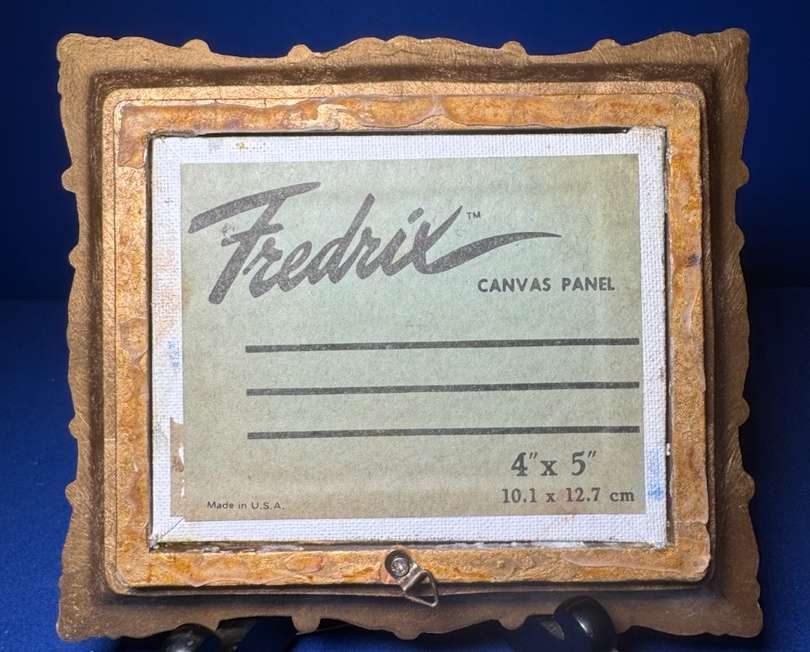 Fredrix™
CANVAS PANEL
4" x 5"
10.1 x 12.7 cm
Made in U.S.A.